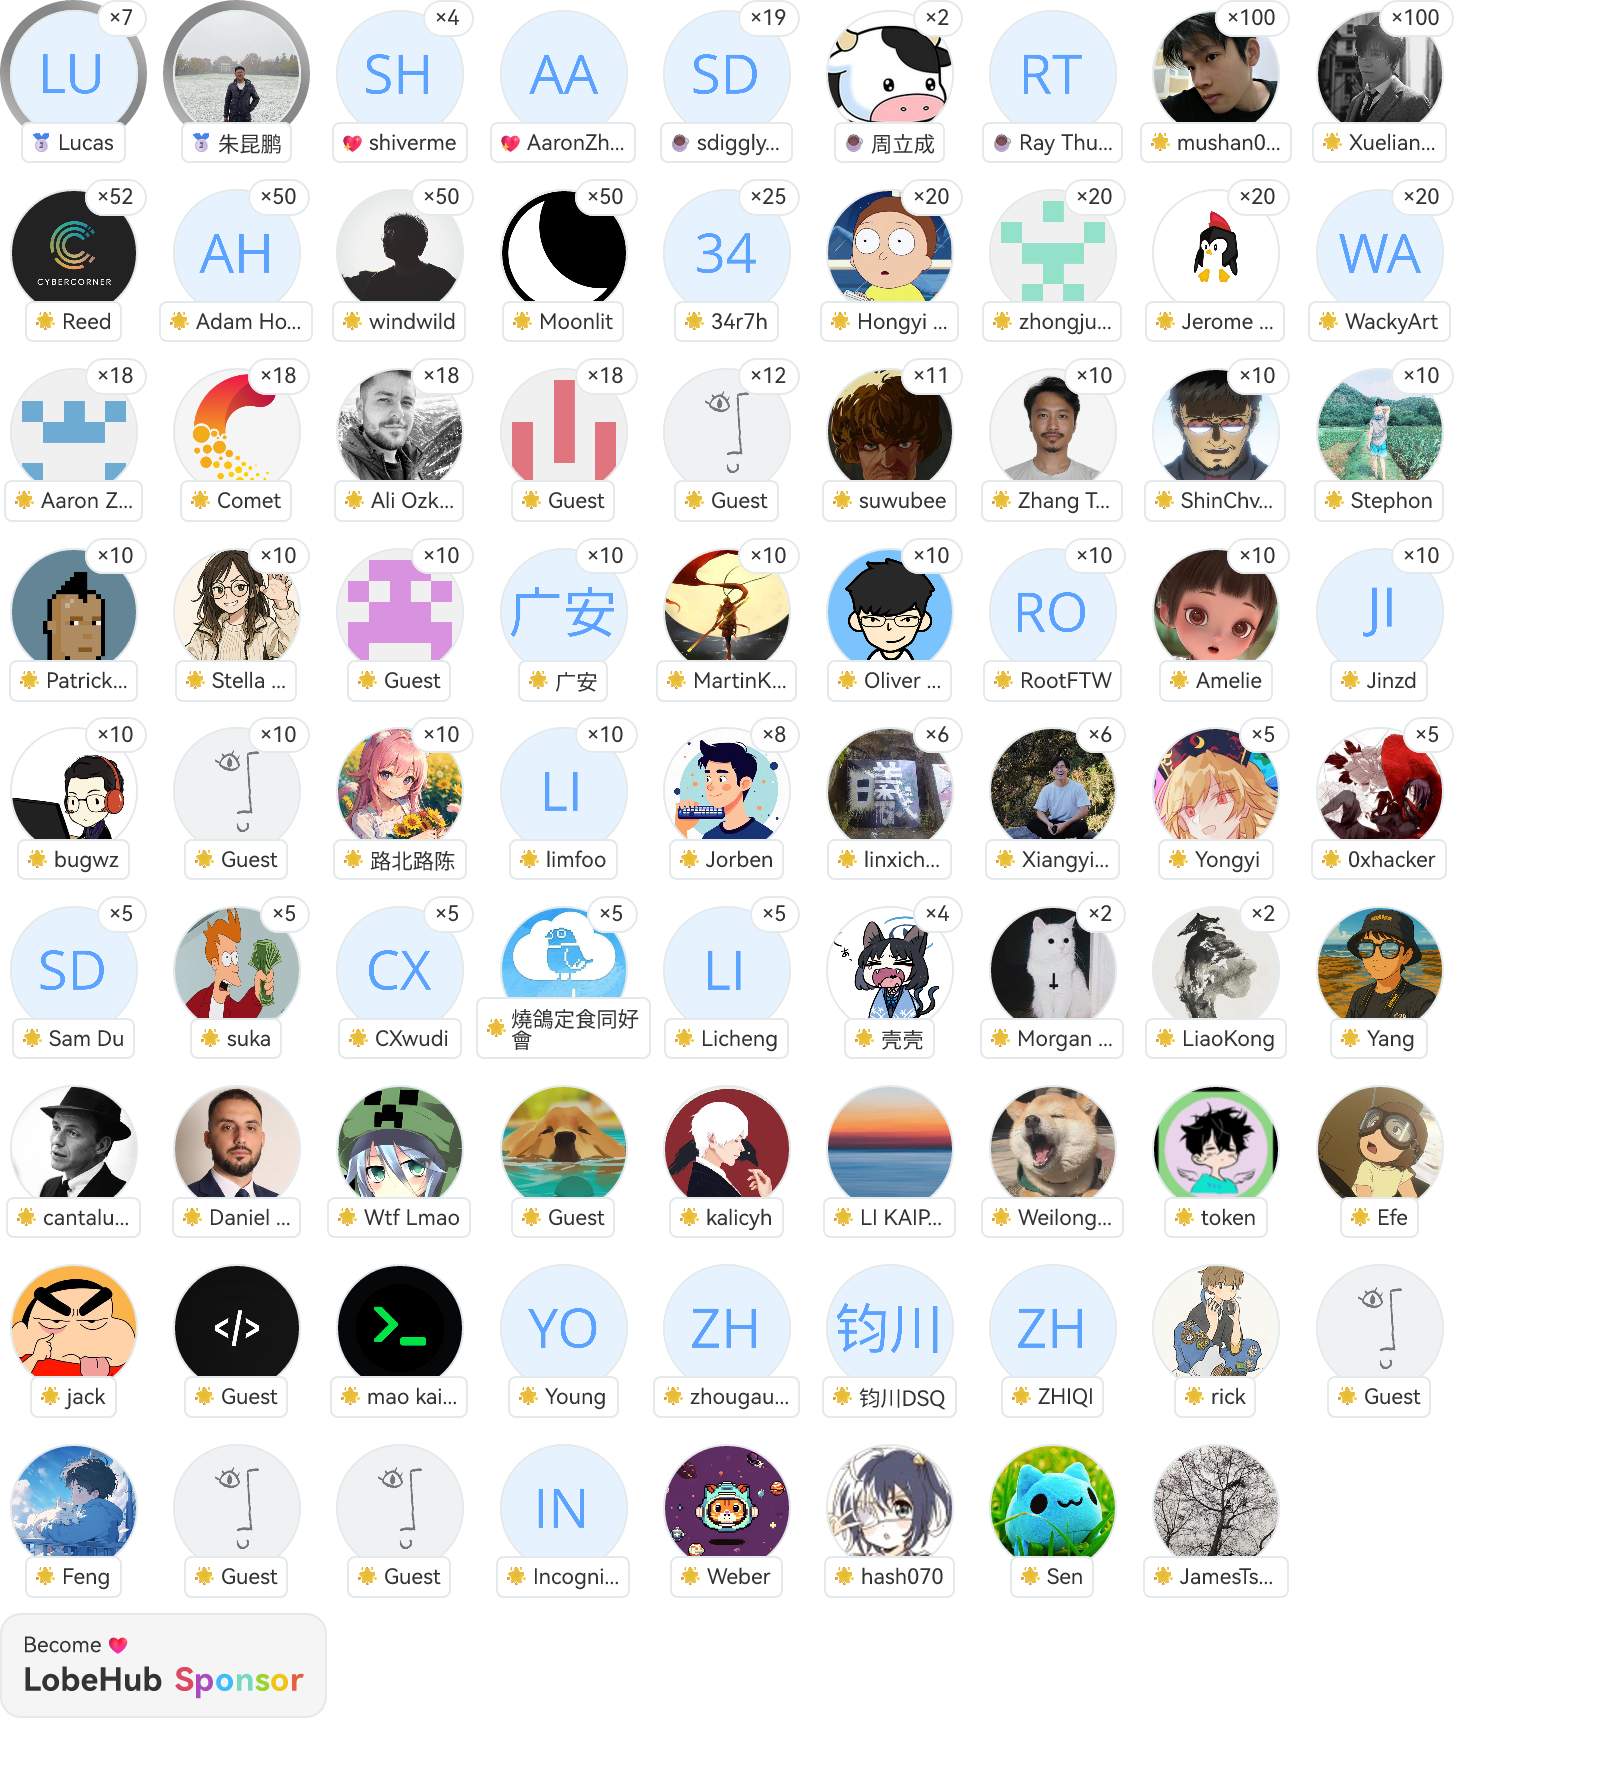 ×7 ×4 ×19 ×2 ×100 ×100
LU SH AA SD RT
Lucas 朱昆鹏 shiverme AaronZh... sdiggly... 周立成 Ray Thu... mushan0... Xuelian...
×52 ×50 ×50 ×50 ×25 ×20 ×20 ×20 ×20
AH 34 WA
CYBERCORNER
Reed Adam Ho... windwild Moonlit 34r7h Hongyi ... zhongju... Jerome ... WackyArt
×18 ×18 ×18 ×18 ×12 ×11 ×10 ×10 ×10
Aaron Z... Comet Ali Ozk... Guest Guest suwubee Zhang T... ShinChv... Stephon
×10 ×10 ×10 ×10 ×10 ×10 ×10 ×10 ×10
广安 RO JI
Patrick... Stella ... Guest 广安 MartinK... Oliver ... RootFTW Amelie Jinzd
×10 ×10 ×10 ×10 ×8 ×6 ×6 ×5 ×5
LI
bugwz Guest 路北路陈 limfoo Jorben linxich... Xiangyi... Yongyi 0xhacker
×5 ×5 ×5 ×5 ×5 ×4 ×2 ×2
SD CX LI
Sam Du suka CXwudi 燒鴿定食同好會 Licheng 壳壳 Morgan ... LiaoKong Yang
cantalu... Daniel ... Wtf Lmao Guest kalicyh LI KAIP... Weilong... token Efe
</> >_ YO ZH 钧川 ZH
jack Guest mao kai... Young zhougau... 钧川DSQ ZHIQI rick Guest
IN
Feng Guest Guest Incogni... Weber hash070 Sen JamesTs...
Become
LobeHub Sponsor